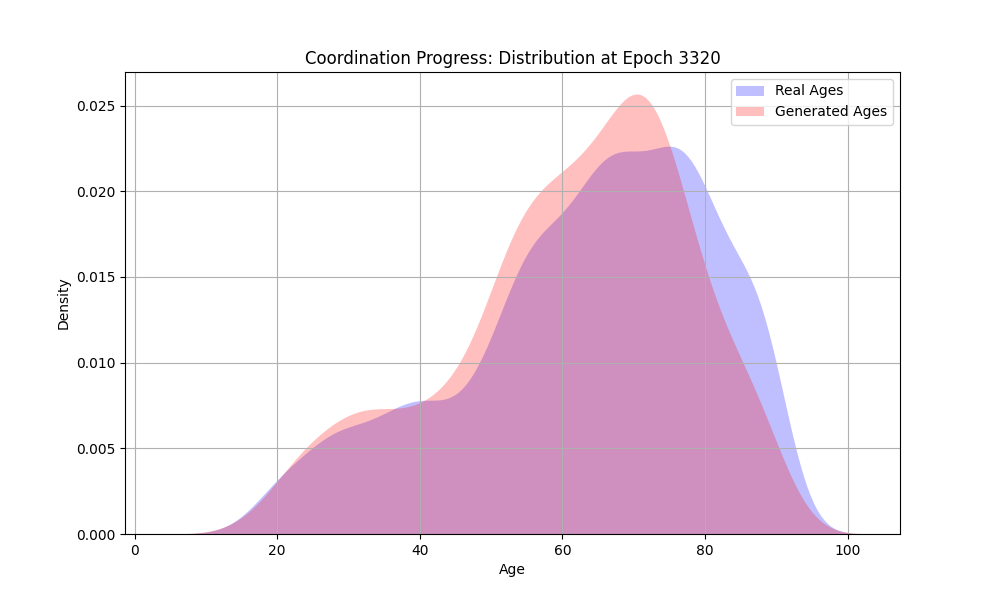 Coordination Progress: Distribution at Epoch 3320
Real Ages
Generated Ages
Density
0.025
0.020
0.015
0.010
0.005
0.000
0
20
40
60
80
100
Age